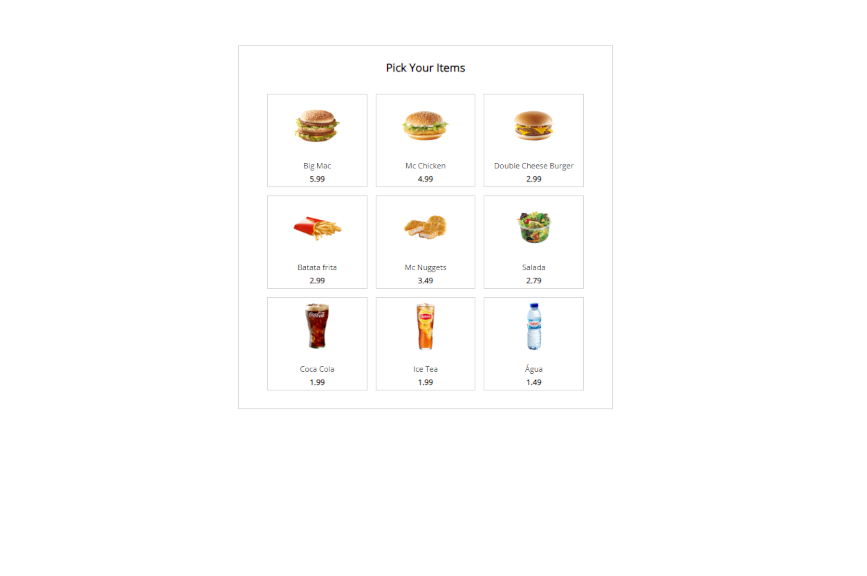 Pick Your Items
Big Mac
5.99
Mc Chicken
4.99
Double Cheese Burger
2.99
Batata frita
2.99
Mc Nuggets
3.49
Salada
2.79
Coca Cola
1.99
Ice Tea
1.99
Água
1.49